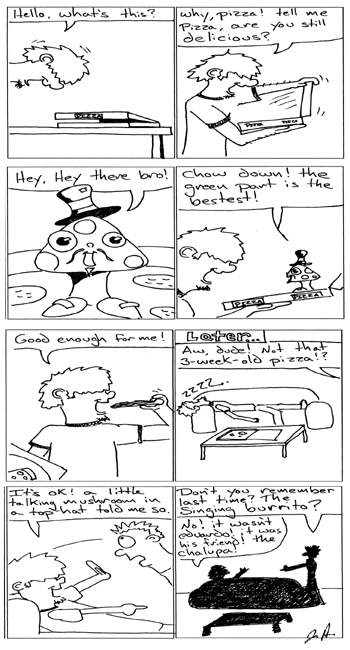 Hello, what's this?
PIZZA
why, pizza! tell me
pizza, are you still
delicious?
PIZZA PIZZA
Hey, Hey there bro!
Chow down! the
green part is the
bestest!
PIZZA PIZZA!
Good enough for me!
Later...
Aw, dude! Not that
3-week-old pizza!?
ZZZZ...
It's ok! a little
talking mushroom in
a top hat told me so.
Don't you remember
last time? The
Singing burrito?
No! it wasn't
eduardo, it was
his friend! the
chalupa!